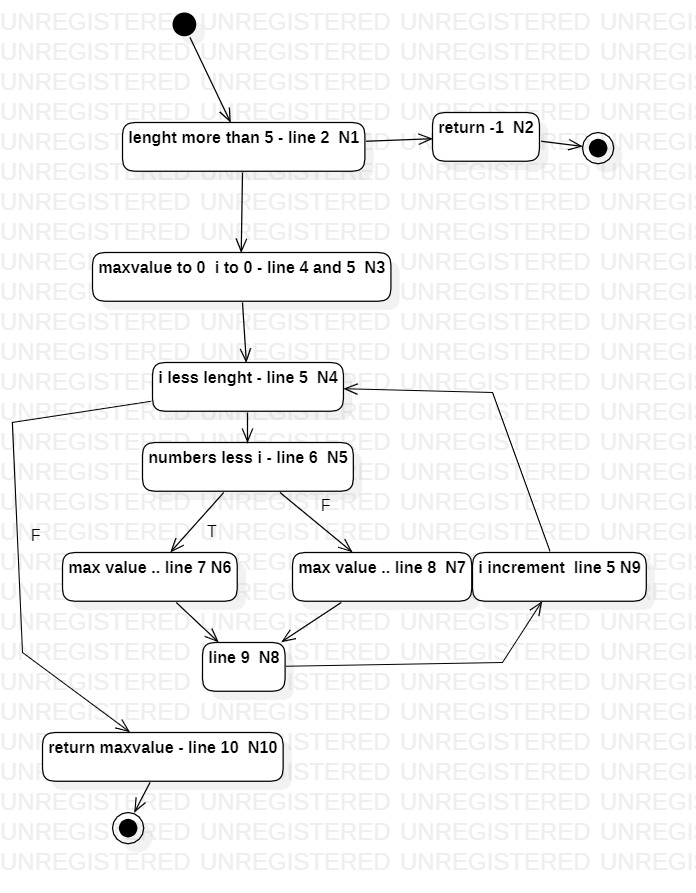 lenght more than 5 - line 2 N1
return -1 N2
maxvalue to 0 i to 0 - line 4 and 5 N3
i less lenght - line 5 N4
numbers less i - line 6 N5
F
T
F
max value .. line 7 N6
max value .. line 8 N7
i increment line 5 N9
line 9 N8
return maxvalue - line 10 N10
UNREGISTERED